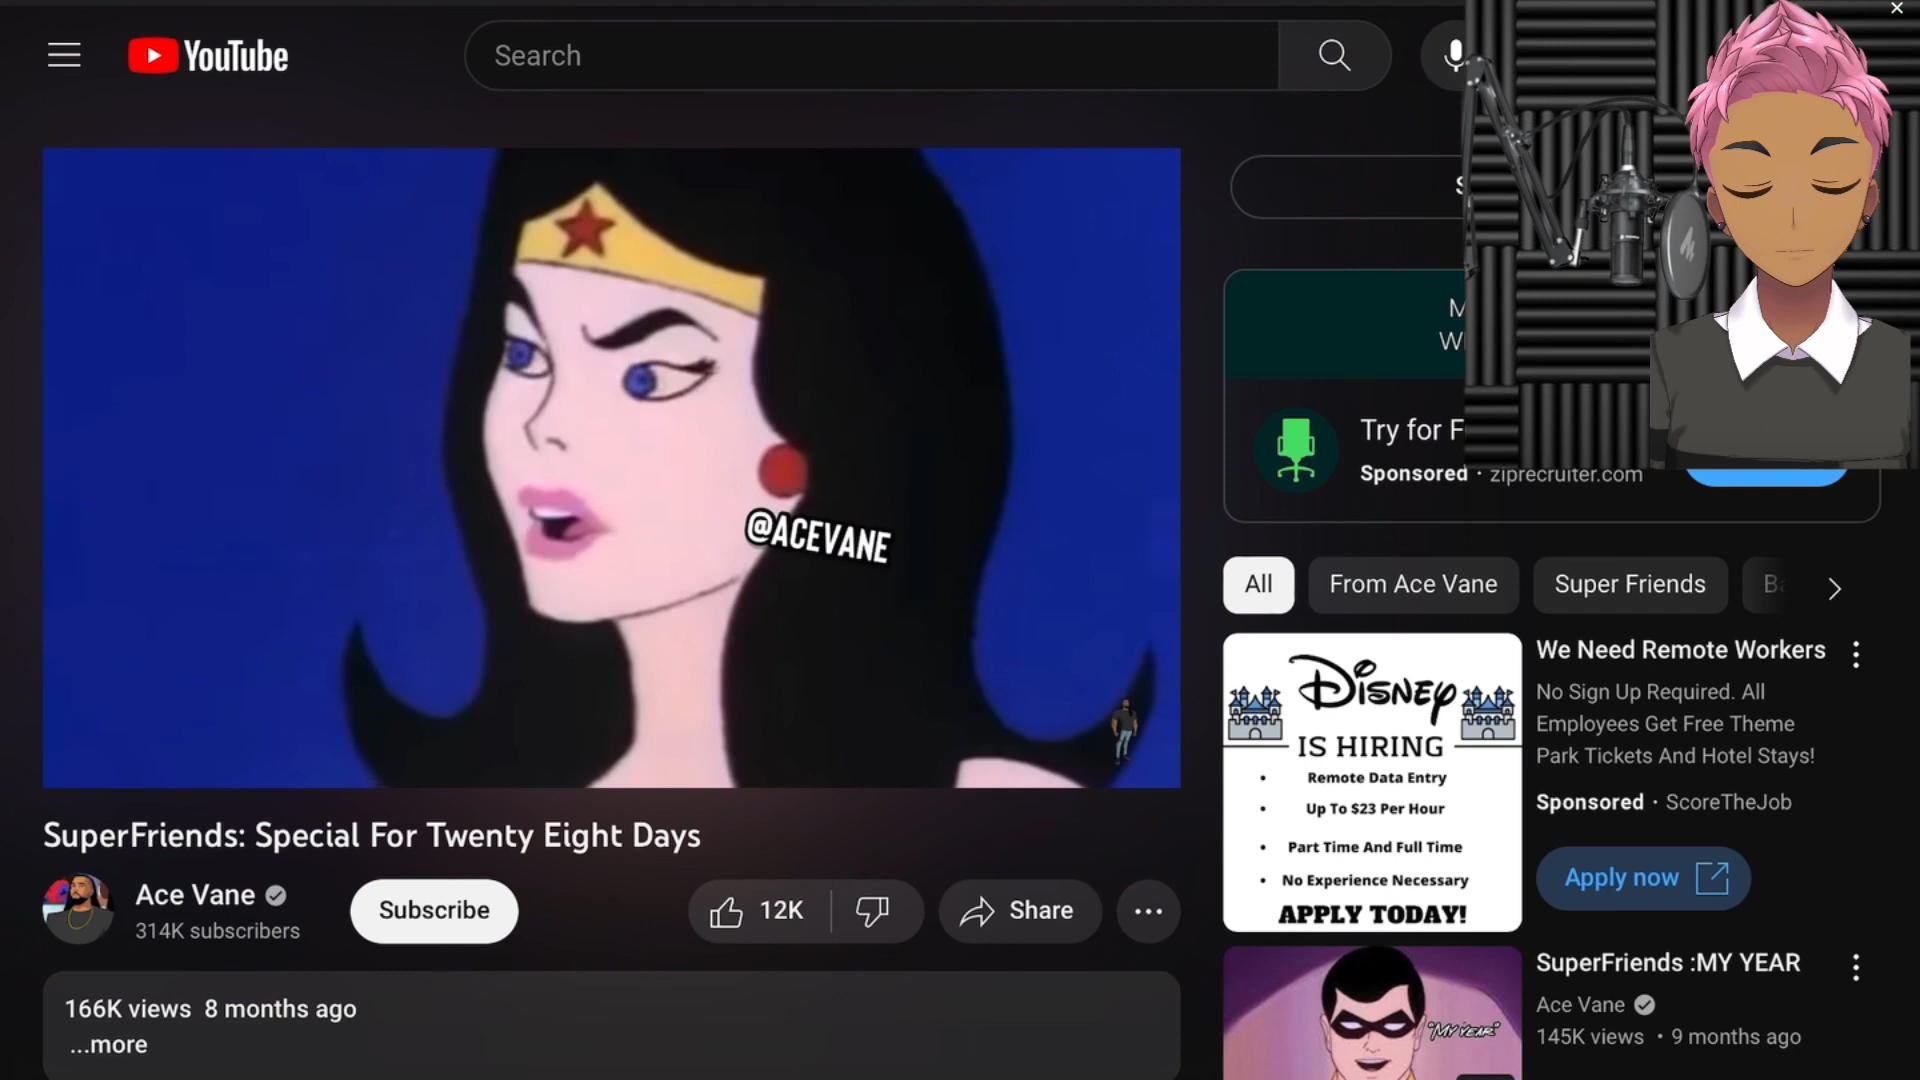 YouTube
Search
@ACEVANE
SuperFriends: Special For Twenty Eight Days
Ace Vane
314K subscribers
Subscribe
12K
Share
166K views 8 months ago
...more
Try for F
Sponsored · ziprecruiter.com
All
From Ace Vane
Super Friends
DISNEY
IS HIRING
• Remote Data Entry
• Up To $23 Per Hour
• Part Time And Full Time
• No Experience Necessary
APPLY TODAY!
We Need Remote Workers
No Sign Up Required. All
Employees Get Free Theme
Park Tickets And Hotel Stays!
Sponsored · ScoreTheJob
Apply now
"MY YEAR"
SuperFriends :MY YEAR
Ace Vane
145K views • 9 months ago